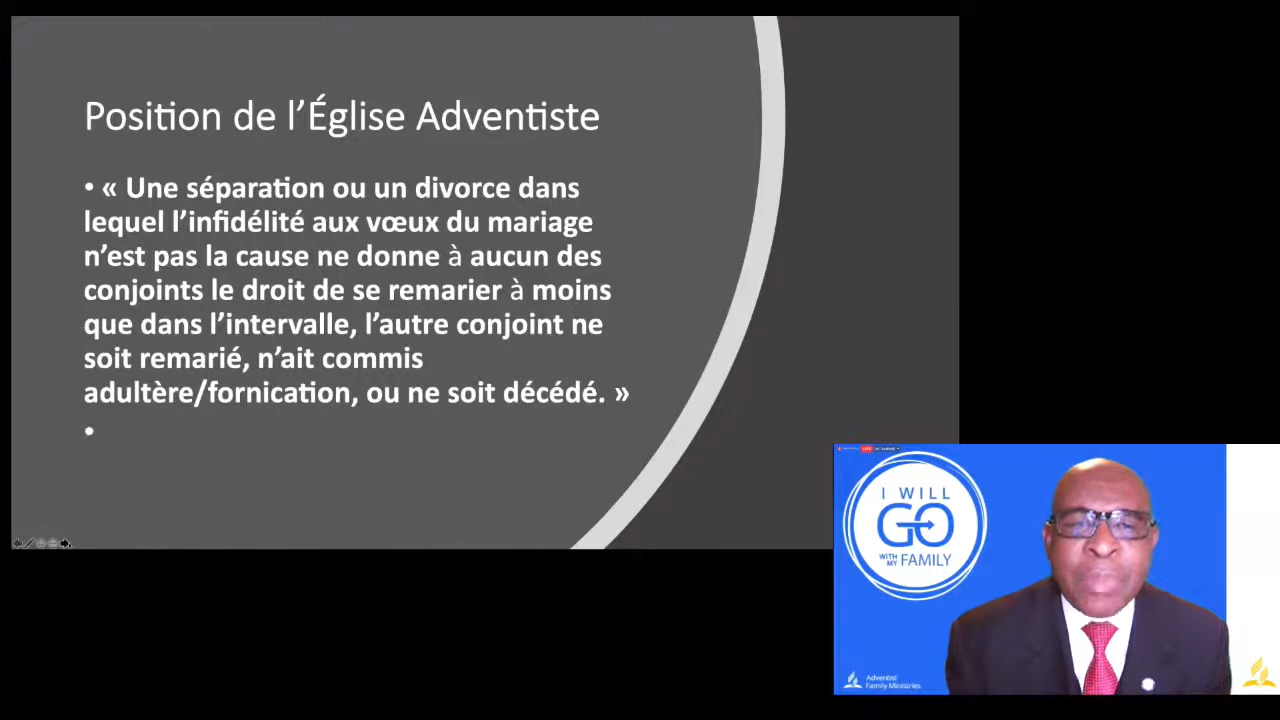 Position de l’Église Adventiste
• « Une séparation ou un divorce dans
lequel l’infidélité aux vœux du mariage
n’est pas la cause ne donne à aucun des
conjoints le droit de se remarier à moins
que dans l’intervalle, l’autre conjoint ne
soit remarié, n’ait commis
adultère/fornication, ou ne soit décédé. »
•
I WILL
GO
WITH MY FAMILY
Adventist
Family Ministries